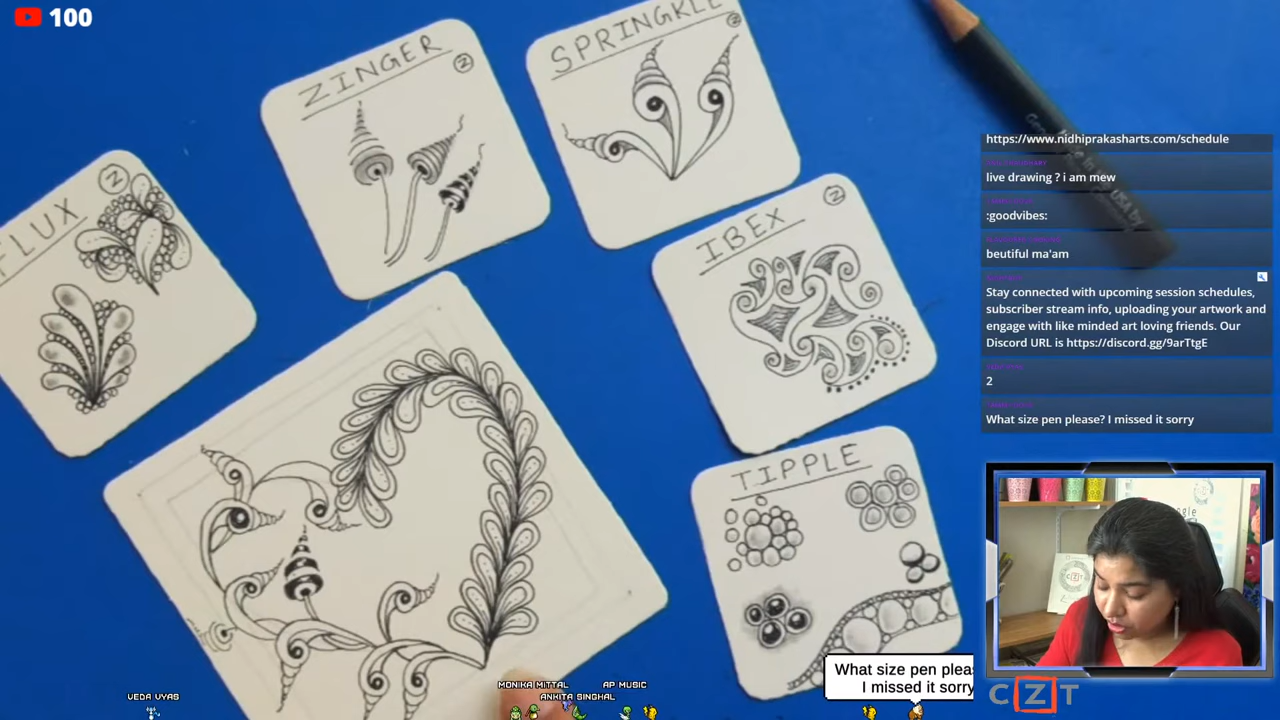 100
ZINGER
SPRINGKLE
FLUX
IBEX
TIPPLE
https://www.nidhiprakasharts.com/schedule
live drawing ? i am mew
:goodvibes:
beutiful ma'am
Stay connected with upcoming session schedules,
subscriber stream info, uploading your artwork and
engage with like minded art loving friends. Our
Discord URL is https://discord.gg/9arTtgE
2
What size pen please? I missed it sorry
What size pen pleas
I missed it sorry
CZT
CZT
VEDA VYAS
MONIKA MITTAL
AP MUSIC
ANKITA SINGHAL